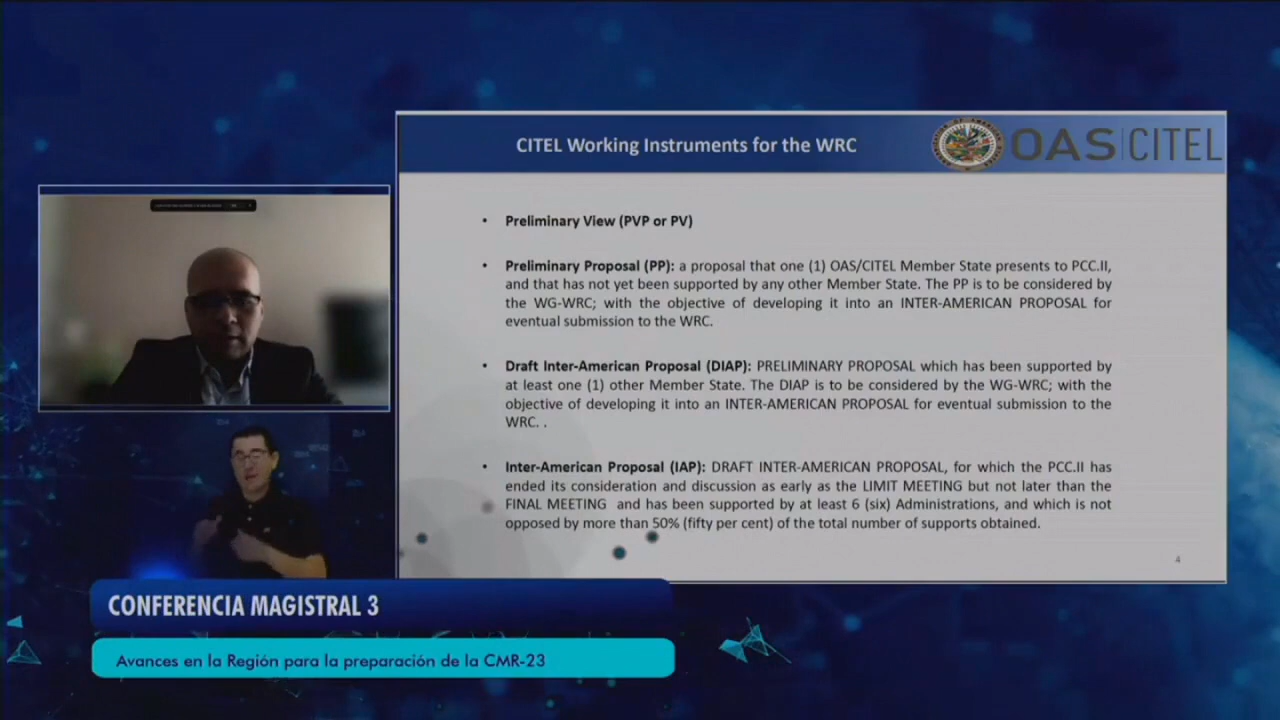 CITEL Working Instruments for the WRC
OAS|CITEL
• Preliminary View (PVP or PV)
• Preliminary Proposal (PP): a proposal that one (1) OAS/CITEL Member State presents to PCC.II,
and that has not yet been supported by any other Member State. The PP is to be considered by
the WG-WRC; with the objective of developing it into an INTER-AMERICAN PROPOSAL for
eventual submission to the WRC.
• Draft Inter-American Proposal (DIAP): PRELIMINARY PROPOSAL which has been supported by
at least one (1) other Member State. The DIAP is to be considered by the WG-WRC; with the
objective of developing it into an INTER-AMERICAN PROPOSAL for eventual submission to the
WRC. .
• Inter-American Proposal (IAP): DRAFT INTER-AMERICAN PROPOSAL, for which the PCC.II has
ended its consideration and discussion as early as the LIMIT MEETING but not later than the
FINAL MEETING and has been supported by at least 6 (six) Administrations, and which is not
opposed by more than 50% (fifty per cent) of the total number of supports obtained.
4
CONFERENCIA MAGISTRAL 3
Avances en la Región para la preparación de la CMR-23